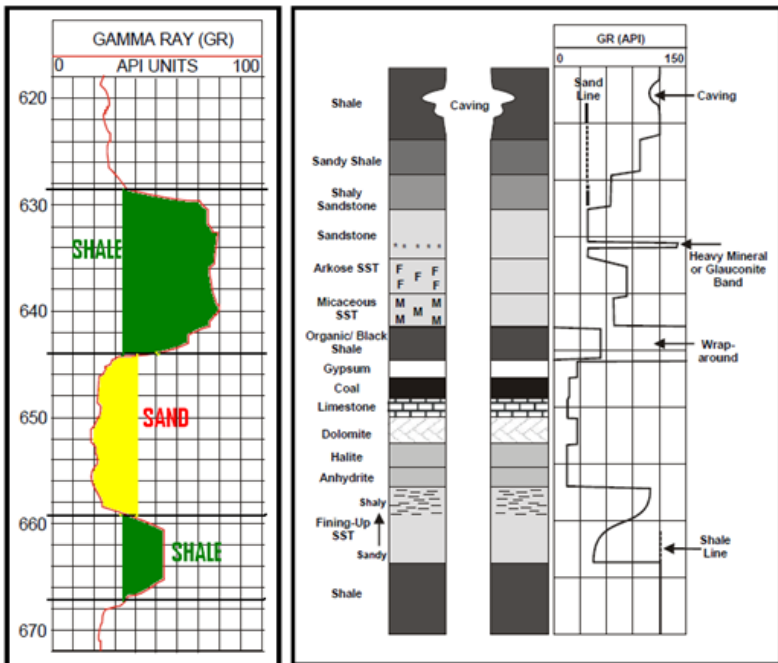 GAMMA RAY (GR)
0 API UNITS 100
620
630
SHALE
640
650
SAND
660
SHALE
670
GR (API)
0 150
Sand
Line
Shale
Caving
Caving
Sandy Shale
Shaly
Sandstone
Sandstone
Heavy Mineral
or Glauconite
Band
Arkose SST
F F
F
F F
Micaceous
SST
M M
M
M M
Organic/ Black
Shale
Wrap-
around
Gypsum
Coal
Limestone
Dolomite
Halite
Anhydrite
Shaly
Fining-Up
SST
Sandy
Shale
Line
Shale